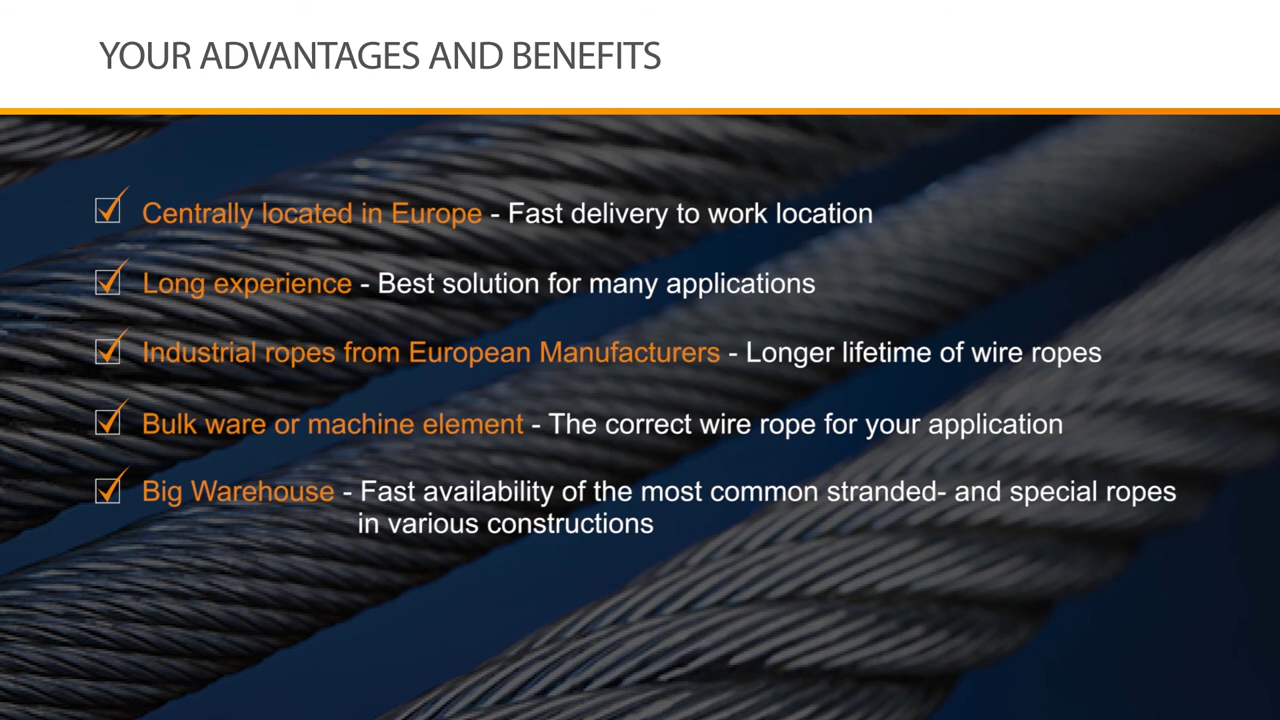 YOUR ADVANTAGES AND BENEFITS
Centrally located in Europe - Fast delivery to work location
Long experience - Best solution for many applications
Industrial ropes from European Manufacturers - Longer lifetime of wire ropes
Bulk ware or machine element - The correct wire rope for your application
Big Warehouse - Fast availability of the most common stranded- and special ropes
in various constructions